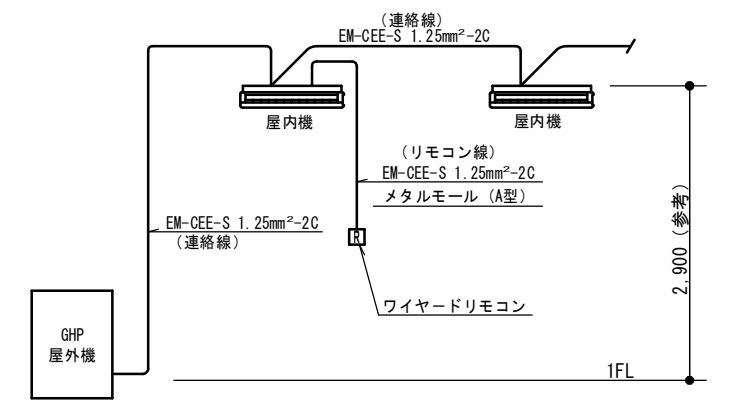 (連絡線)
EM-CEE-S 1.25mm²-2C
屋内機
屋内機
(リモコン線)
EM-CEE-S 1.25mm²-2C
メタルモール (A型)
EM-CEE-S 1.25mm²-2C
(連絡線)
R
ワイヤードリモコン
GHP
屋外機
1FL
2,900 (参考)